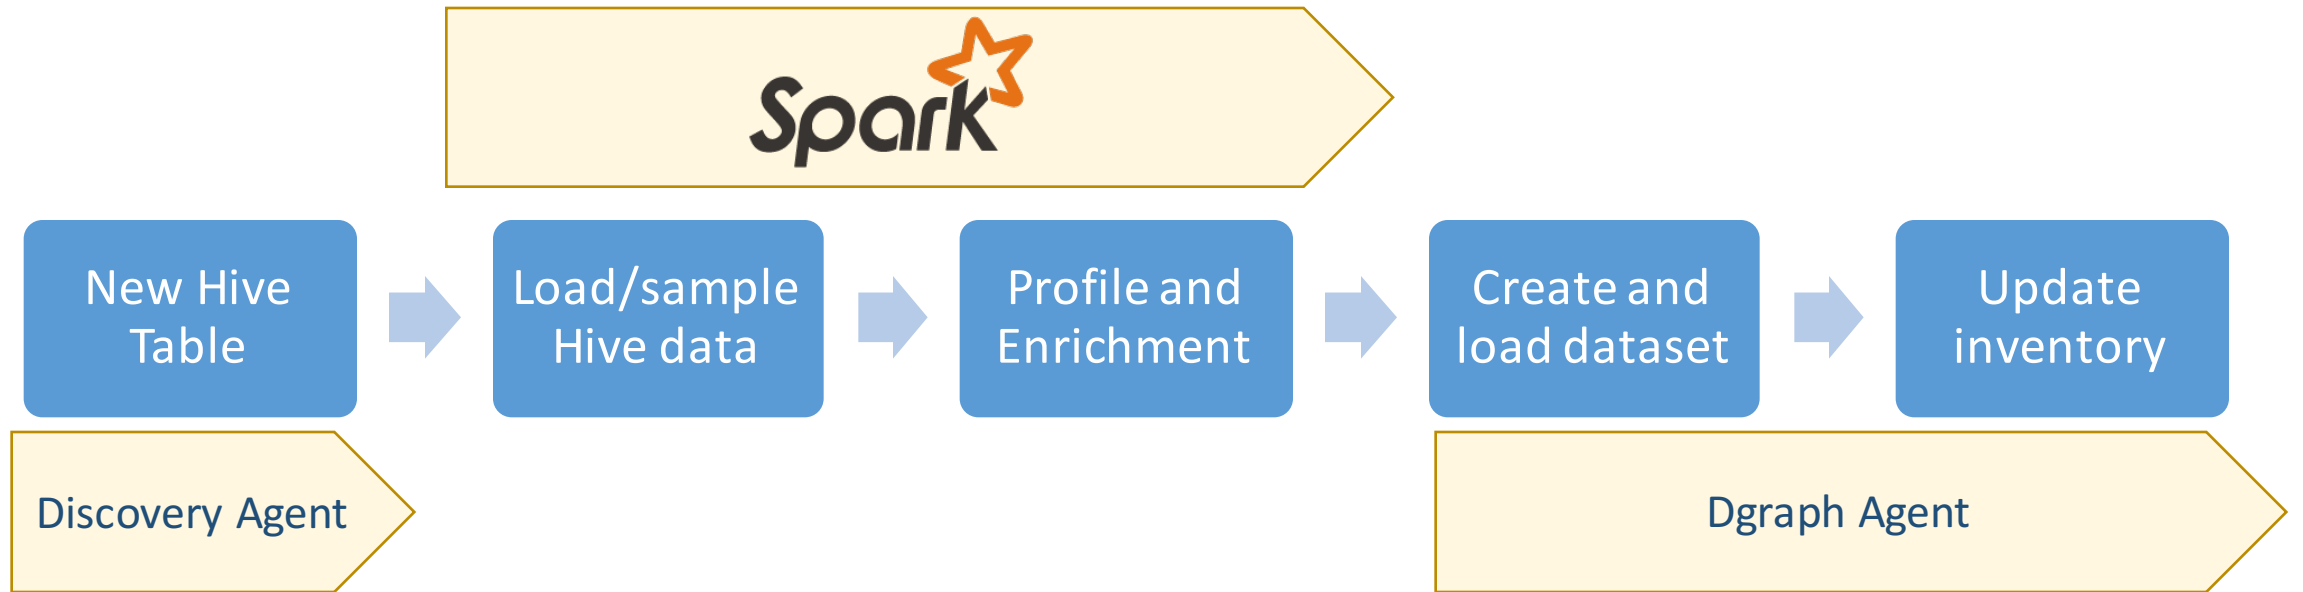 Spark
New Hive
Table
Load/sample
Hive data
Profile and
Enrichment
Create and
load dataset
Update
inventory
Discovery Agent
Dgraph Agent